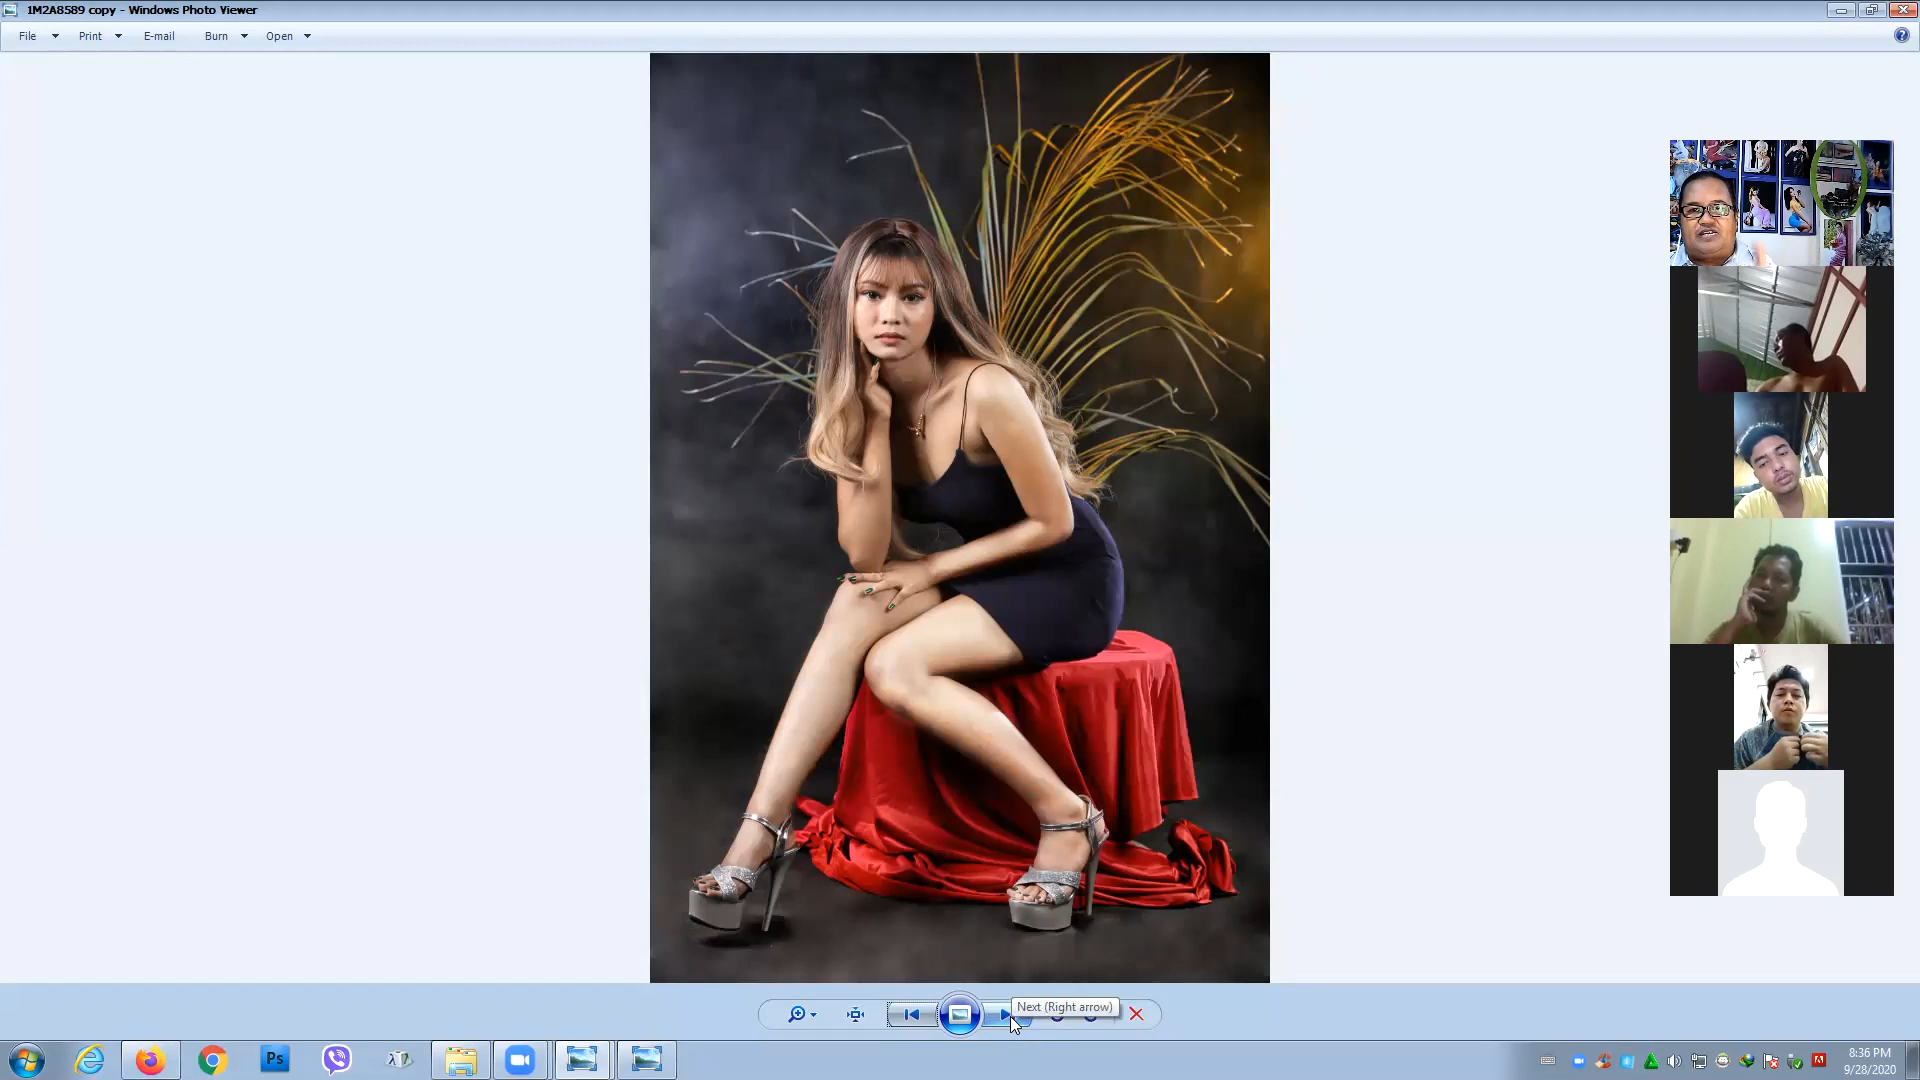 1M2A8589 copy - Windows Photo Viewer
File Print E-mail Burn Open
Next (Right arrow)
Ps
8:36 PM
9/28/2020